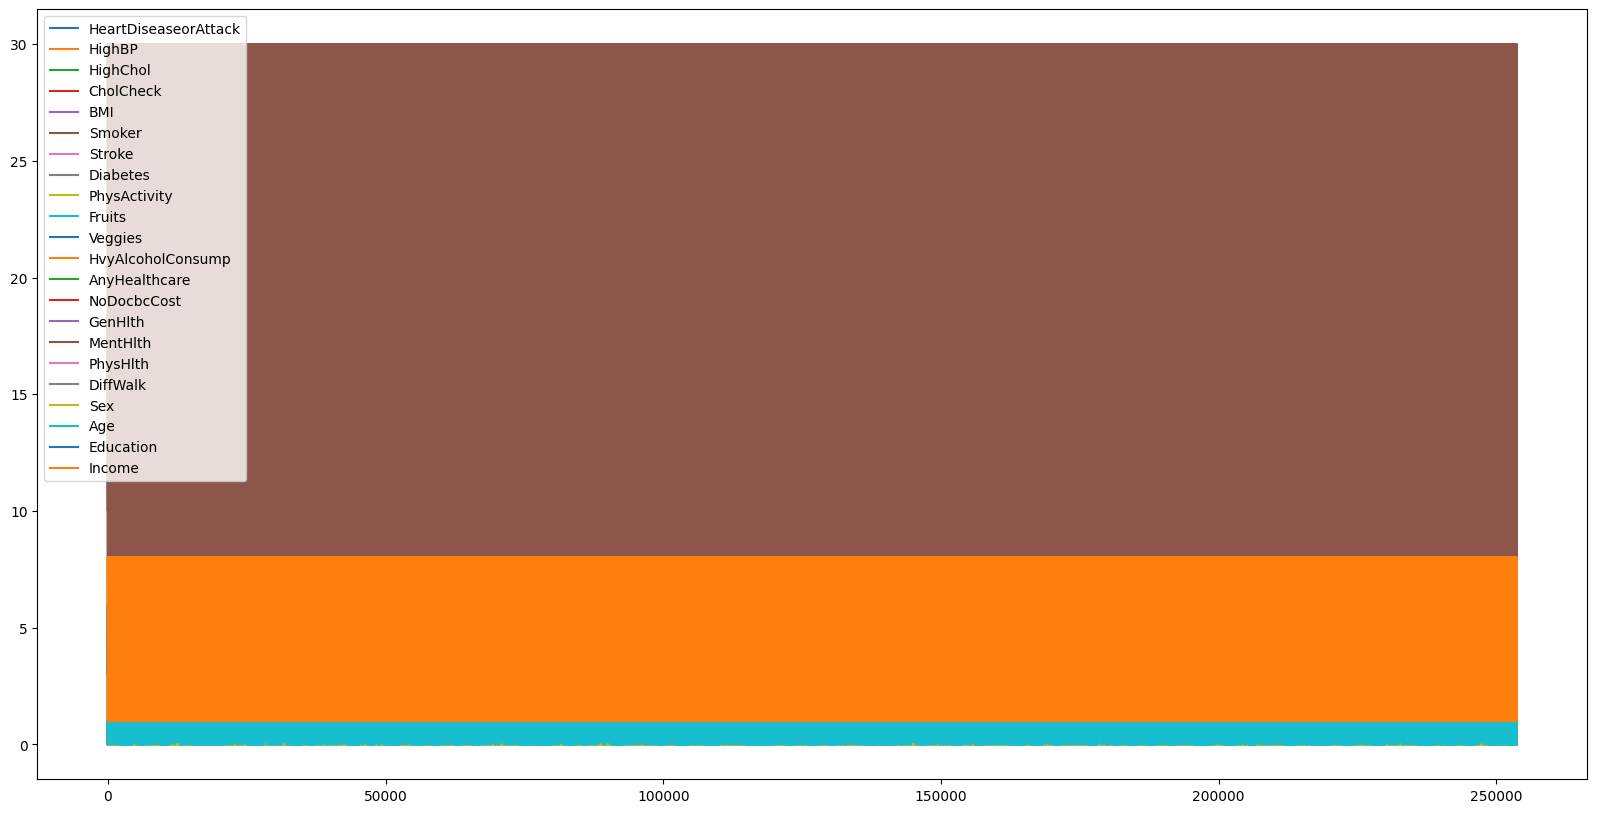 HeartDiseaseorAttack
HighBP
HighChol
CholCheck
BMI
Smoker
Stroke
Diabetes
PhysActivity
Fruits
Veggies
HvyAlcoholConsump
AnyHealthcare
NoDocbcCost
GenHlth
MentHlth
PhysHlth
DiffWalk
Sex
Age
Education
Income
30
25
20
15
10
5
0
0 50000 100000 150000 200000 250000